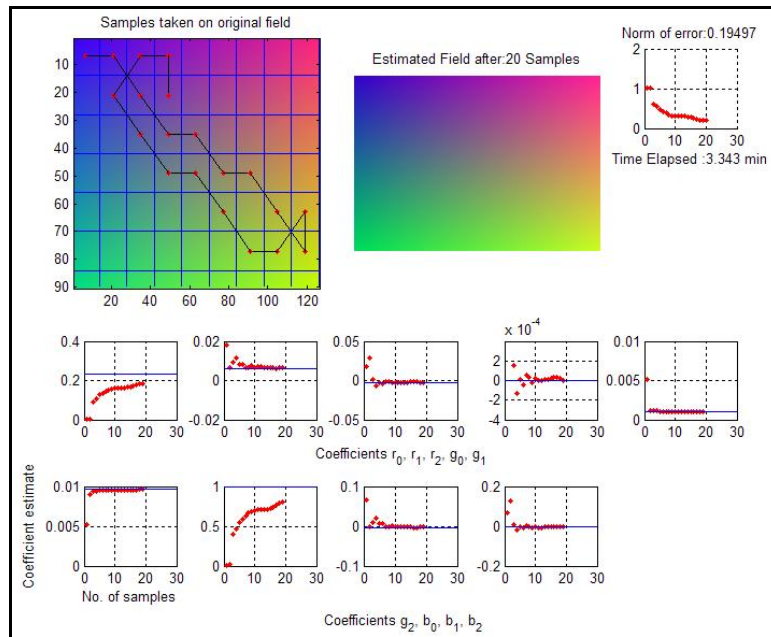 Samples taken on original field
10
20
30
40
50
60
70
80
90
20 40 60 80 100 120
Estimated Field after:20 Samples
Norm of error:0.19497
2
1
0
0 10 20 30
Time Elapsed :3.343 min
0.4
0.2
0
0 10 20 30
0.02
0
-0.02
0 10 20 30
0.05
0
-0.05
0 10 20 30
x 10-4
2
0
-2
-4
0 10 20 30
0.01
0.005
0
0 10 20 30
Coefficients r0, r1, r2, g0, g1
Coefficient estimate
0.01
0.005
0
0 10 20 30
No. of samples
1
0.5
0
0 10 20 30
0.1
0
-0.1
0 10 20 30
0.2
0
-0.2
0 10 20 30
Coefficients g2, b0, b1, b2